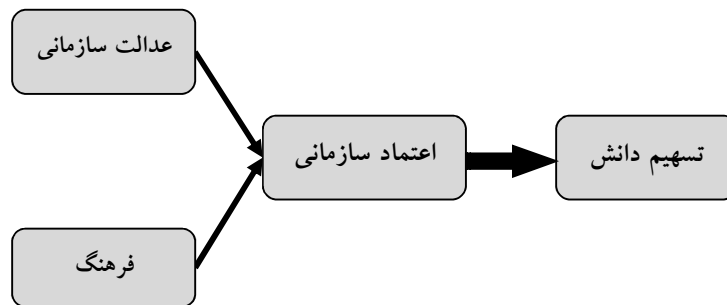 عدالت سازمانی
اعتماد سازمانی
تسهیم دانش
فرهنگ